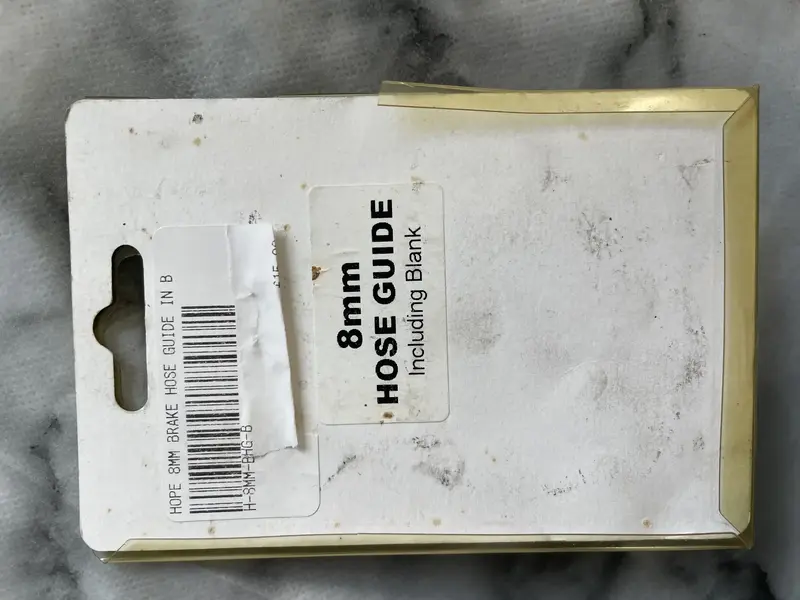 HOPE 8MM BRAKE HOSE GUIDE IN B
H-8MM-BHG-B
8mm
HOSE GUIDE
Including Blank